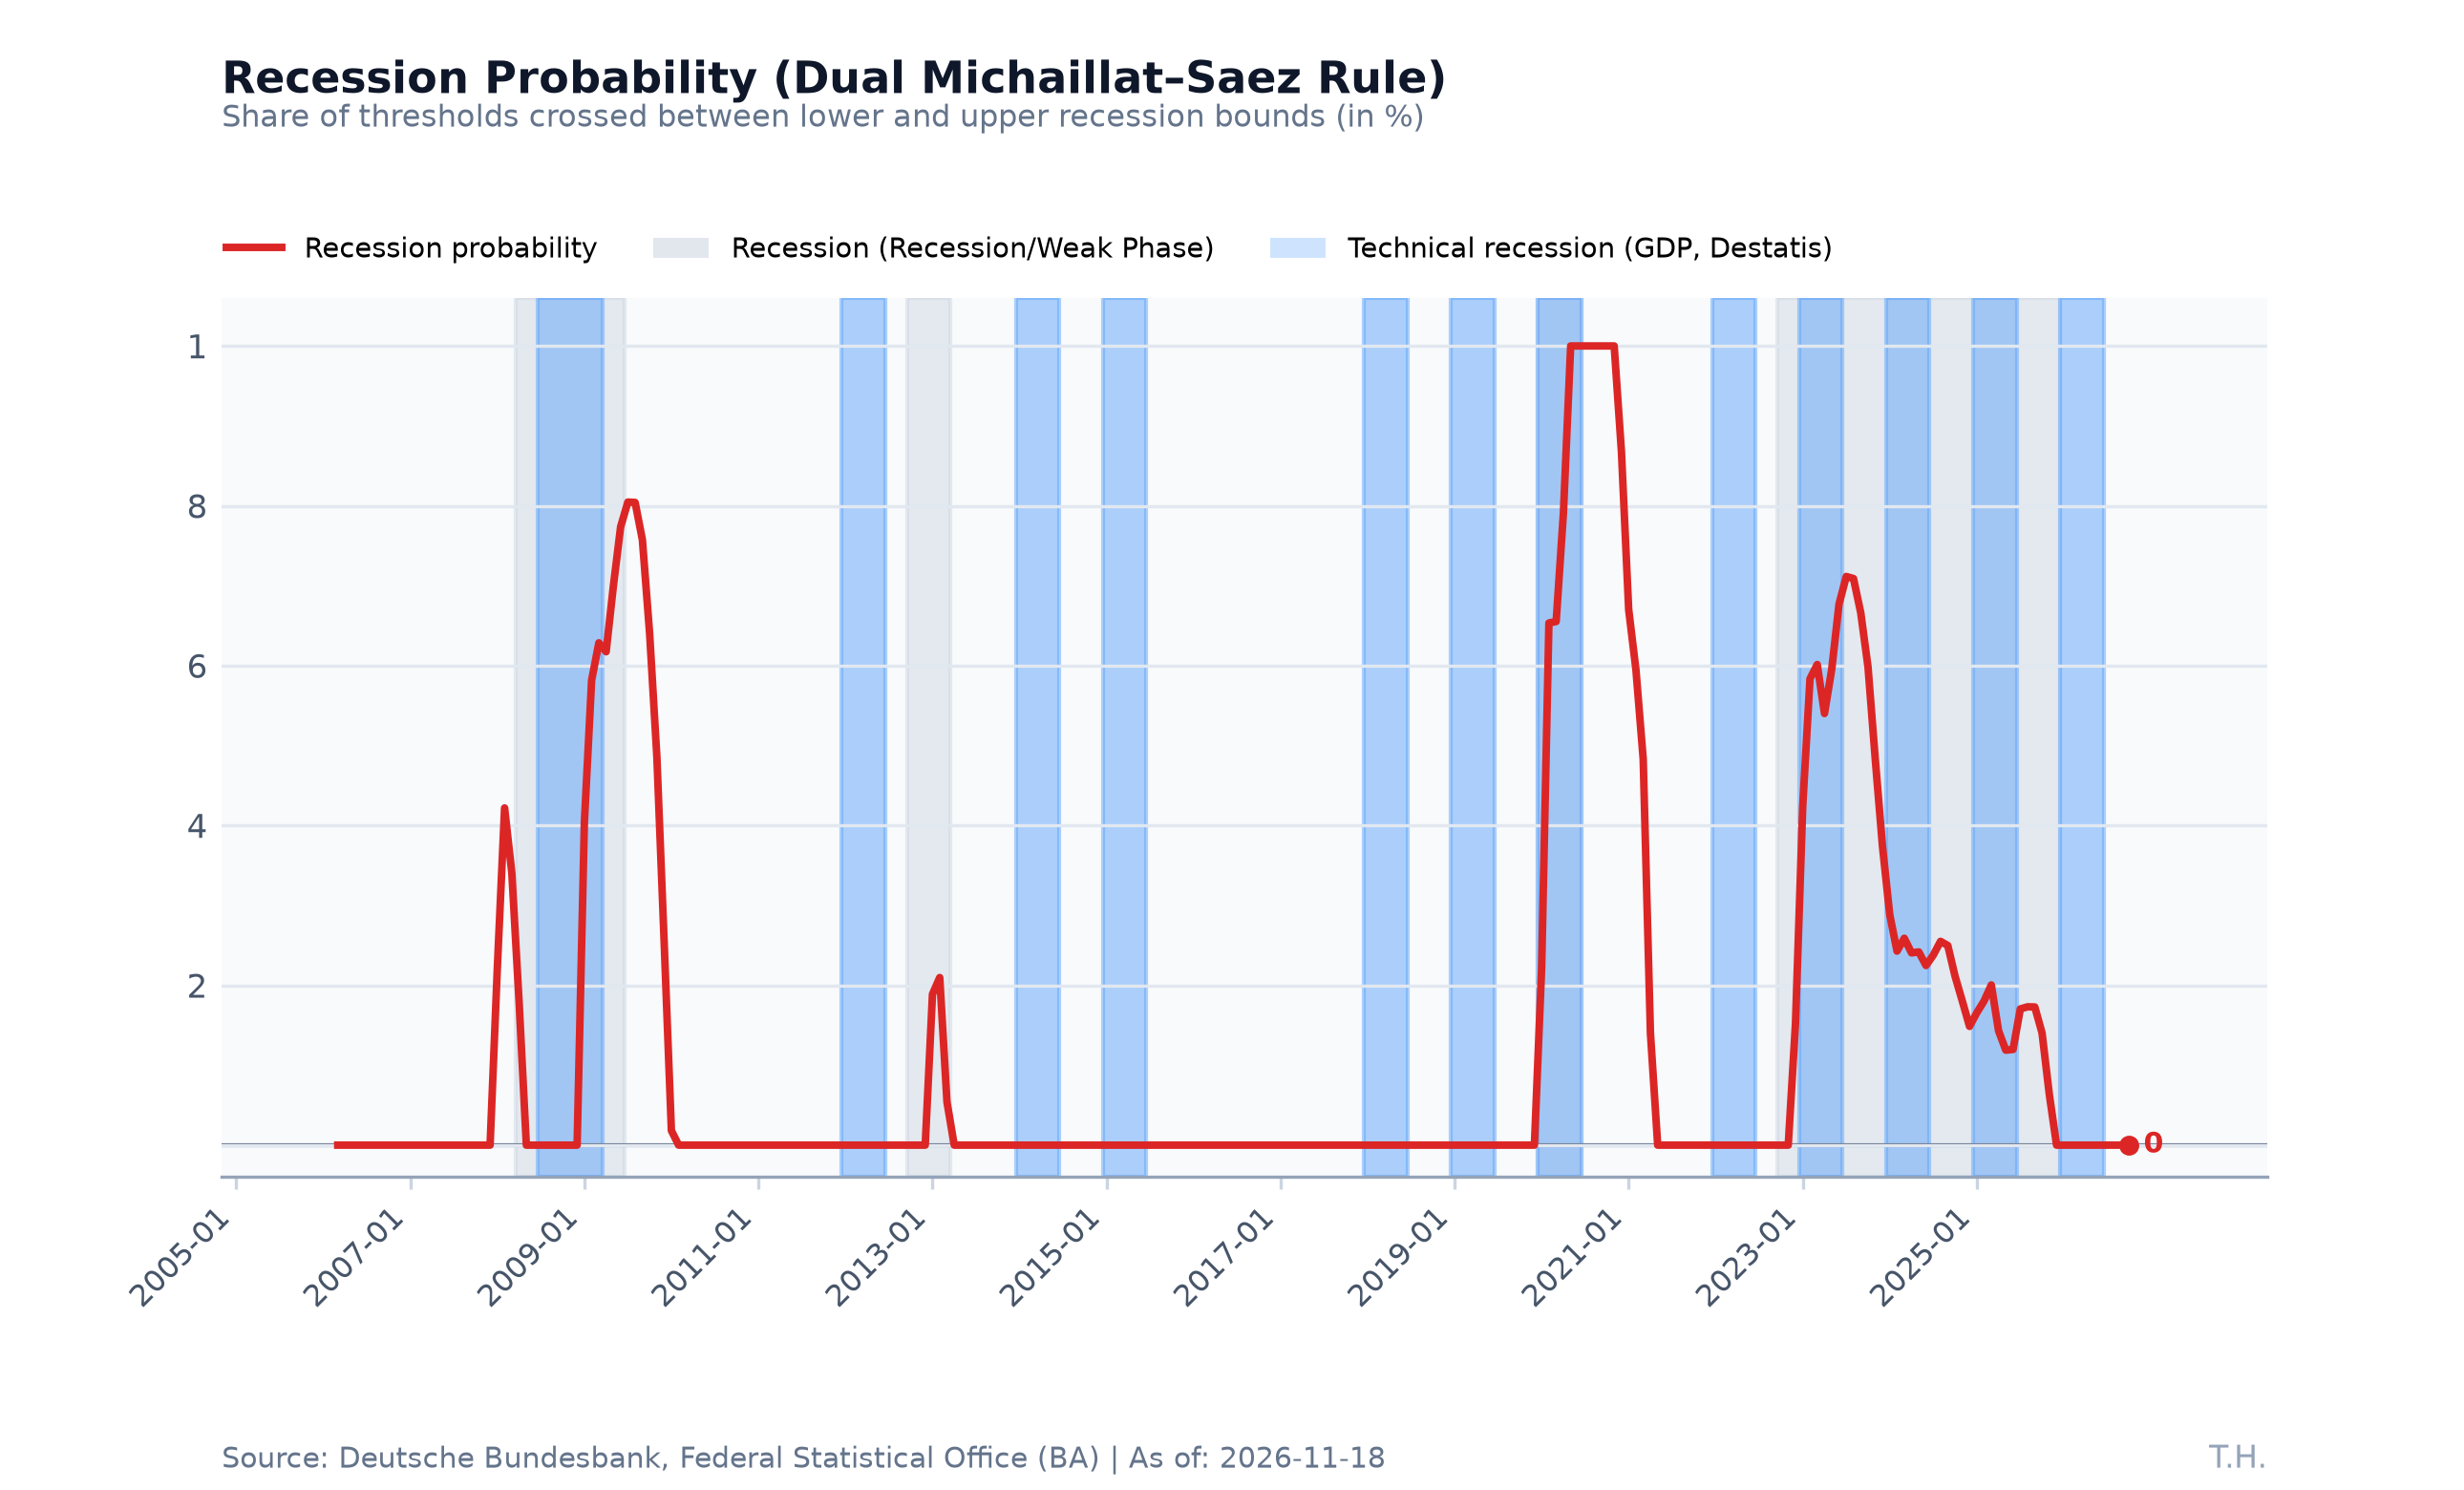 Recession Probability (Dual Michaillat–Saez Rule)
Share of thresholds crossed between lower and upper recession bounds (in %)
Recession probability
Recession (Recession/Weak Phase)
Technical recession (GDP, Destatis)
1
8
6
4
2
0
2005-01
2007-01
2009-01
2011-01
2013-01
2015-01
2017-01
2019-01
2021-01
2023-01
2025-01
Source: Deutsche Bundesbank, Federal Statistical Office (BA) | As of: 2026-11-18
T.H.